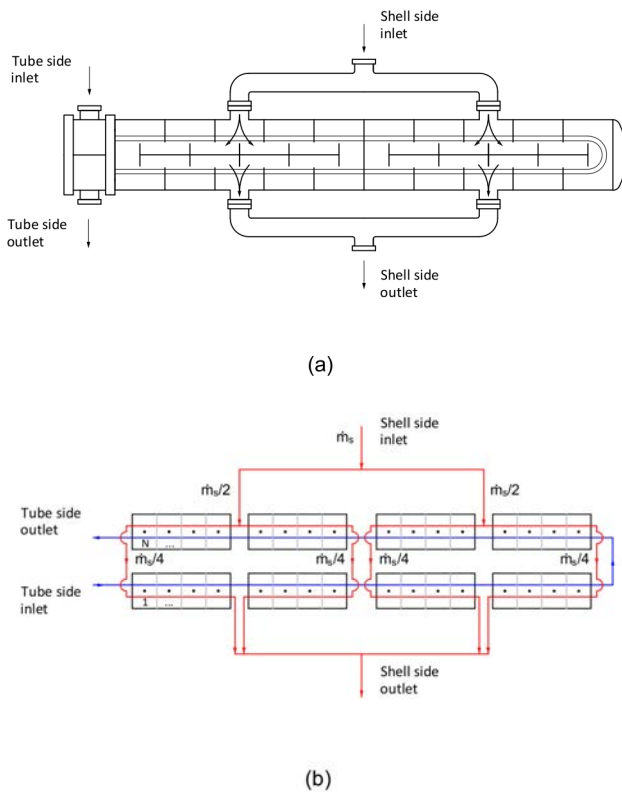 Shell side
inlet
Tube side
inlet
Tube side
outlet
Shell side
outlet
(a)
Shell side
inlet
ṁs
ṁs/2
ṁs/2
Tube side
outlet
N ...
ṁs/4
ṁs/4
ṁs/4
ṁs/4
Tube side
inlet
1 ...
Shell side
outlet
(b)